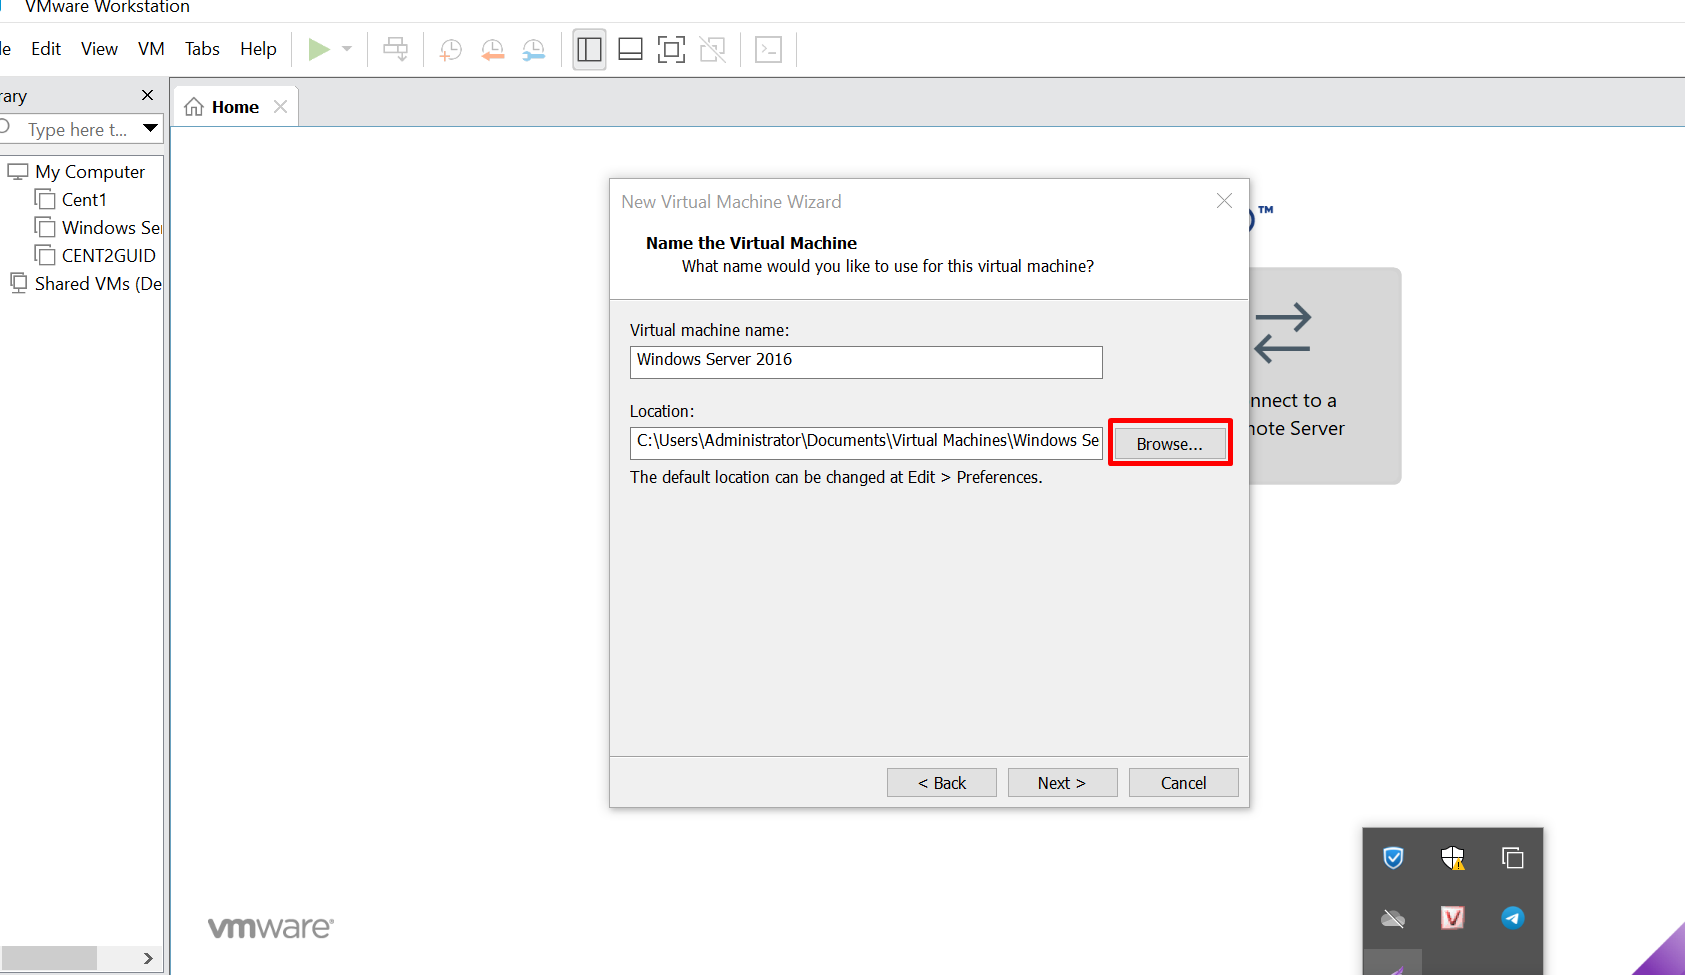 VMware Workstation
le Edit View VM Tabs Help
rary
Home
Type here t...
My Computer
Cent1
Windows Ser
CENT2GUID
Shared VMs (De
New Virtual Machine Wizard
™
Name the Virtual Machine
What name would you like to use for this virtual machine?
Virtual machine name:
Windows Server 2016
Location:
C:\Users\Administrator\Documents\Virtual Machines\Windows Se
Browse...
The default location can be changed at Edit > Preferences.
nnect to a
note Server
< Back Next > Cancel
vmware®